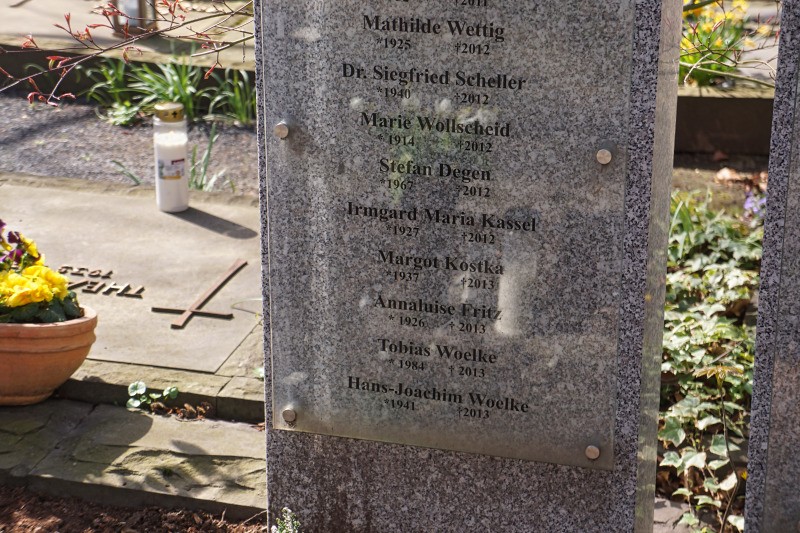 †2011
Mathilde Wettig
*1925 †2012
Dr. Siegfried Scheller
*1940 †2012
Marie Wollscheid
*1914 †2012
Stefan Degen
*1967 †2012
Irmgard Maria Kassel
*1927 †2012
Margot Kostka
*1937 †2013
Annaluise Fritz
*1926 †2013
Tobias Woelke
*1984 †2013
Hans-Joachim Woelke
*1941 †2013